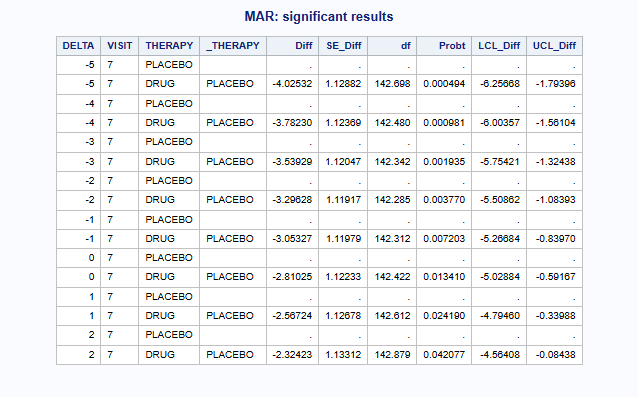 MAR: significant results
DELTA VISIT THERAPY _THERAPY Diff SE_Diff df Probt LCL_Diff UCL_Diff
-5 7 PLACEBO . . . . . .
-5 7 DRUG PLACEBO -4.02532 1.12882 142.698 0.000494 -6.25668 -1.79396
-4 7 PLACEBO . . . . . .
-4 7 DRUG PLACEBO -3.78230 1.12369 142.480 0.000981 -6.00357 -1.56104
-3 7 PLACEBO . . . . . .
-3 7 DRUG PLACEBO -3.53929 1.12047 142.342 0.001935 -5.75421 -1.32438
-2 7 PLACEBO . . . . . .
-2 7 DRUG PLACEBO -3.29628 1.11917 142.285 0.003770 -5.50862 -1.08393
-1 7 PLACEBO . . . . . .
-1 7 DRUG PLACEBO -3.05327 1.11979 142.312 0.007203 -5.26684 -0.83970
0 7 PLACEBO . . . . . .
0 7 DRUG PLACEBO -2.81025 1.12233 142.422 0.013410 -5.02884 -0.59167
1 7 PLACEBO . . . . . .
1 7 DRUG PLACEBO -2.56724 1.12678 142.612 0.024190 -4.79460 -0.33988
2 7 PLACEBO . . . . . .
2 7 DRUG PLACEBO -2.32423 1.13312 142.879 0.042077 -4.56408 -0.08438